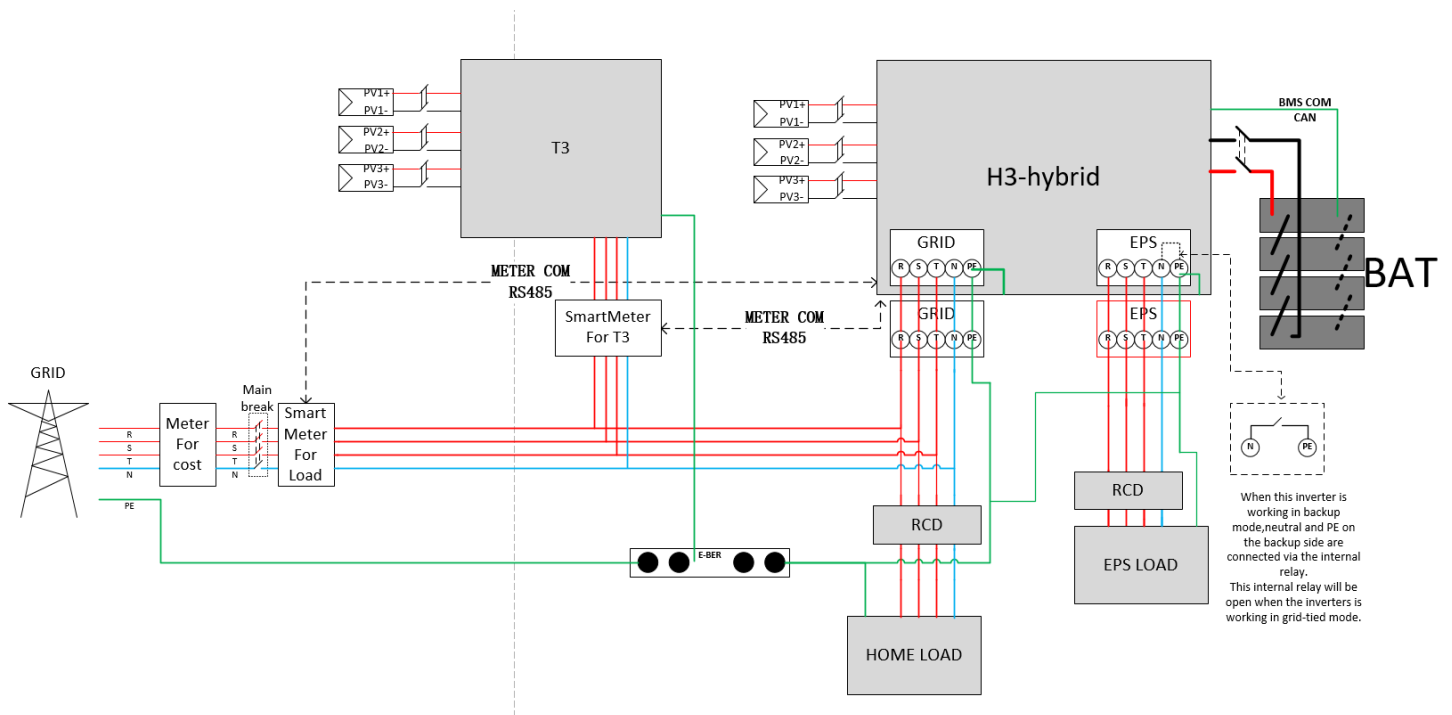 PV1+
PV1-
PV2+
PV2-
PV3+
PV3-
T3
PV1+
PV1-
PV2+
PV2-
PV3+
PV3-
H3-hybrid
BMS COM
CAN
BAT
GRID
R S T N PE
EPS
R S T N PE
METER COM
RS485
SmartMeter
For T3
METER COM
RS485
GRID
R S T N PE
EPS
R S T N PE
GRID
R
S
T
N
PE
Meter
For
cost
R
S
T
N
Main
break
Smart
Meter
For
Load
E-BER
RCD
HOME LOAD
RCD
EPS LOAD
N PE
When this inverter is
working in backup
mode,neutral and PE on
the backup side are
connected via the internal
relay.
This internal relay will be
open when the inverters is
working in grid-tied mode.